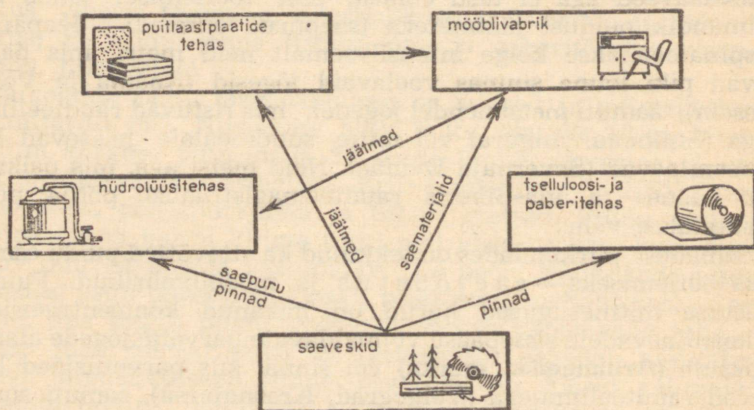 puitlaastplaatide
tehas
mööblivabrik
jäätmed
hüdrolüüsitehas
jäätmed
saematerjalid
tselluloosi- ja
paberitehas
saepuru
pinnad
pinnad
saeveskid